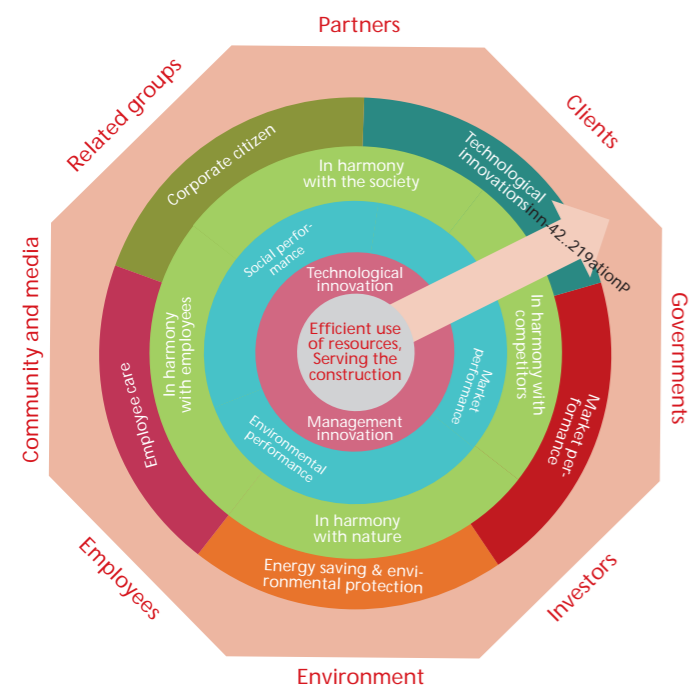 Partners
Related groups
Clients
Corporate citizen
Technological
innovations
In harmony
with the society
Social perfor-
mance
Technological
innovation
Community and media
In harmony
with employees
Efficient use
of resources,
Serving the
construction
In harmony with
competitors
Governments
Employee care
Market
performance
Market per-
formance
Management
innovation
Environmental
performance
In harmony
with nature
Energy saving & envi-
ronmental protection
Employees
Investors
Environment